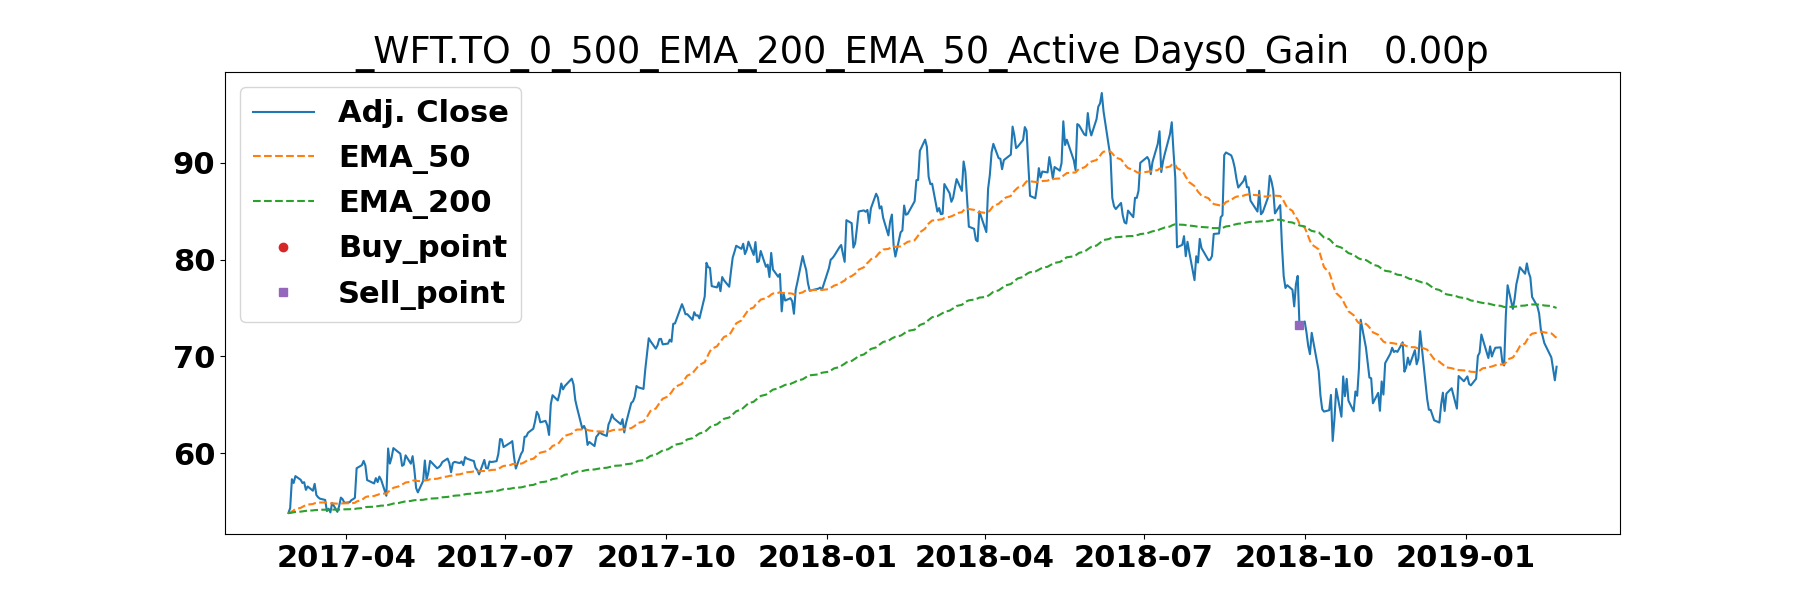 _WFT.TO_0_500_EMA_200_EMA_50_Active Days0_Gain   0.00p
Adj. Close
EMA_50
EMA_200
Buy_point
Sell_point
90
80
70
60
2017-04 2017-07 2017-10 2018-01 2018-04 2018-07 2018-10 2019-01